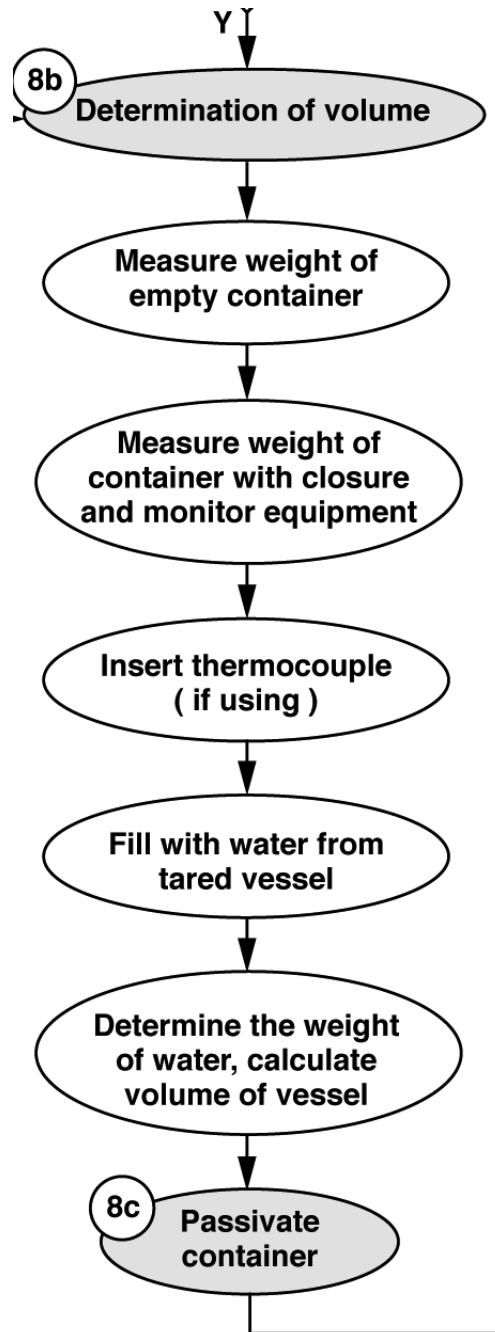 Y
8b
Determination of volume
Measure weight of
empty container
Measure weight of
container with closure
and monitor equipment
Insert thermocouple
( if using )
Fill with water from
tared vessel
Determine the weight
of water, calculate
volume of vessel
8c
Passivate
container